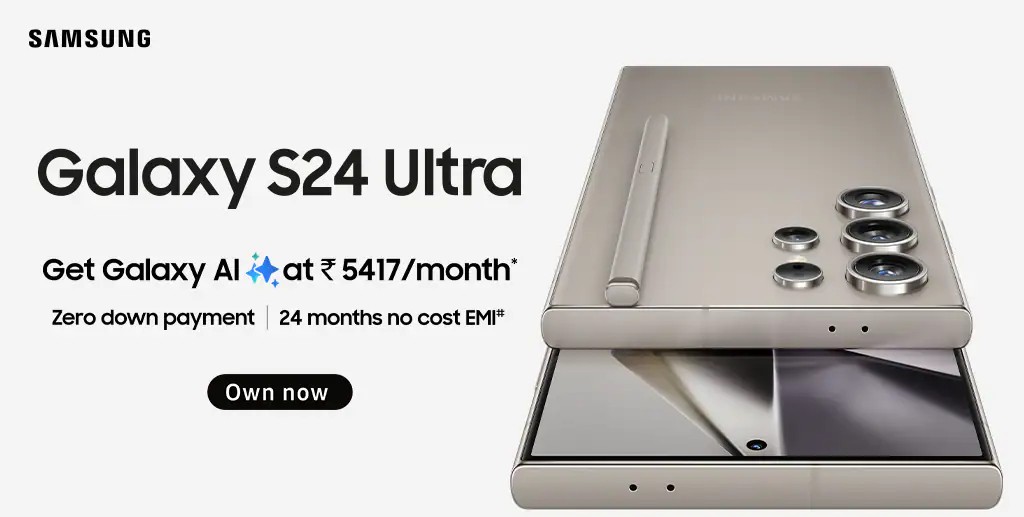 SAMSUNG
Galaxy S24 Ultra
Get Galaxy AI at ₹ 5417/month*
Zero down payment | 24 months no cost EMI#
Own now
SAMSUNG